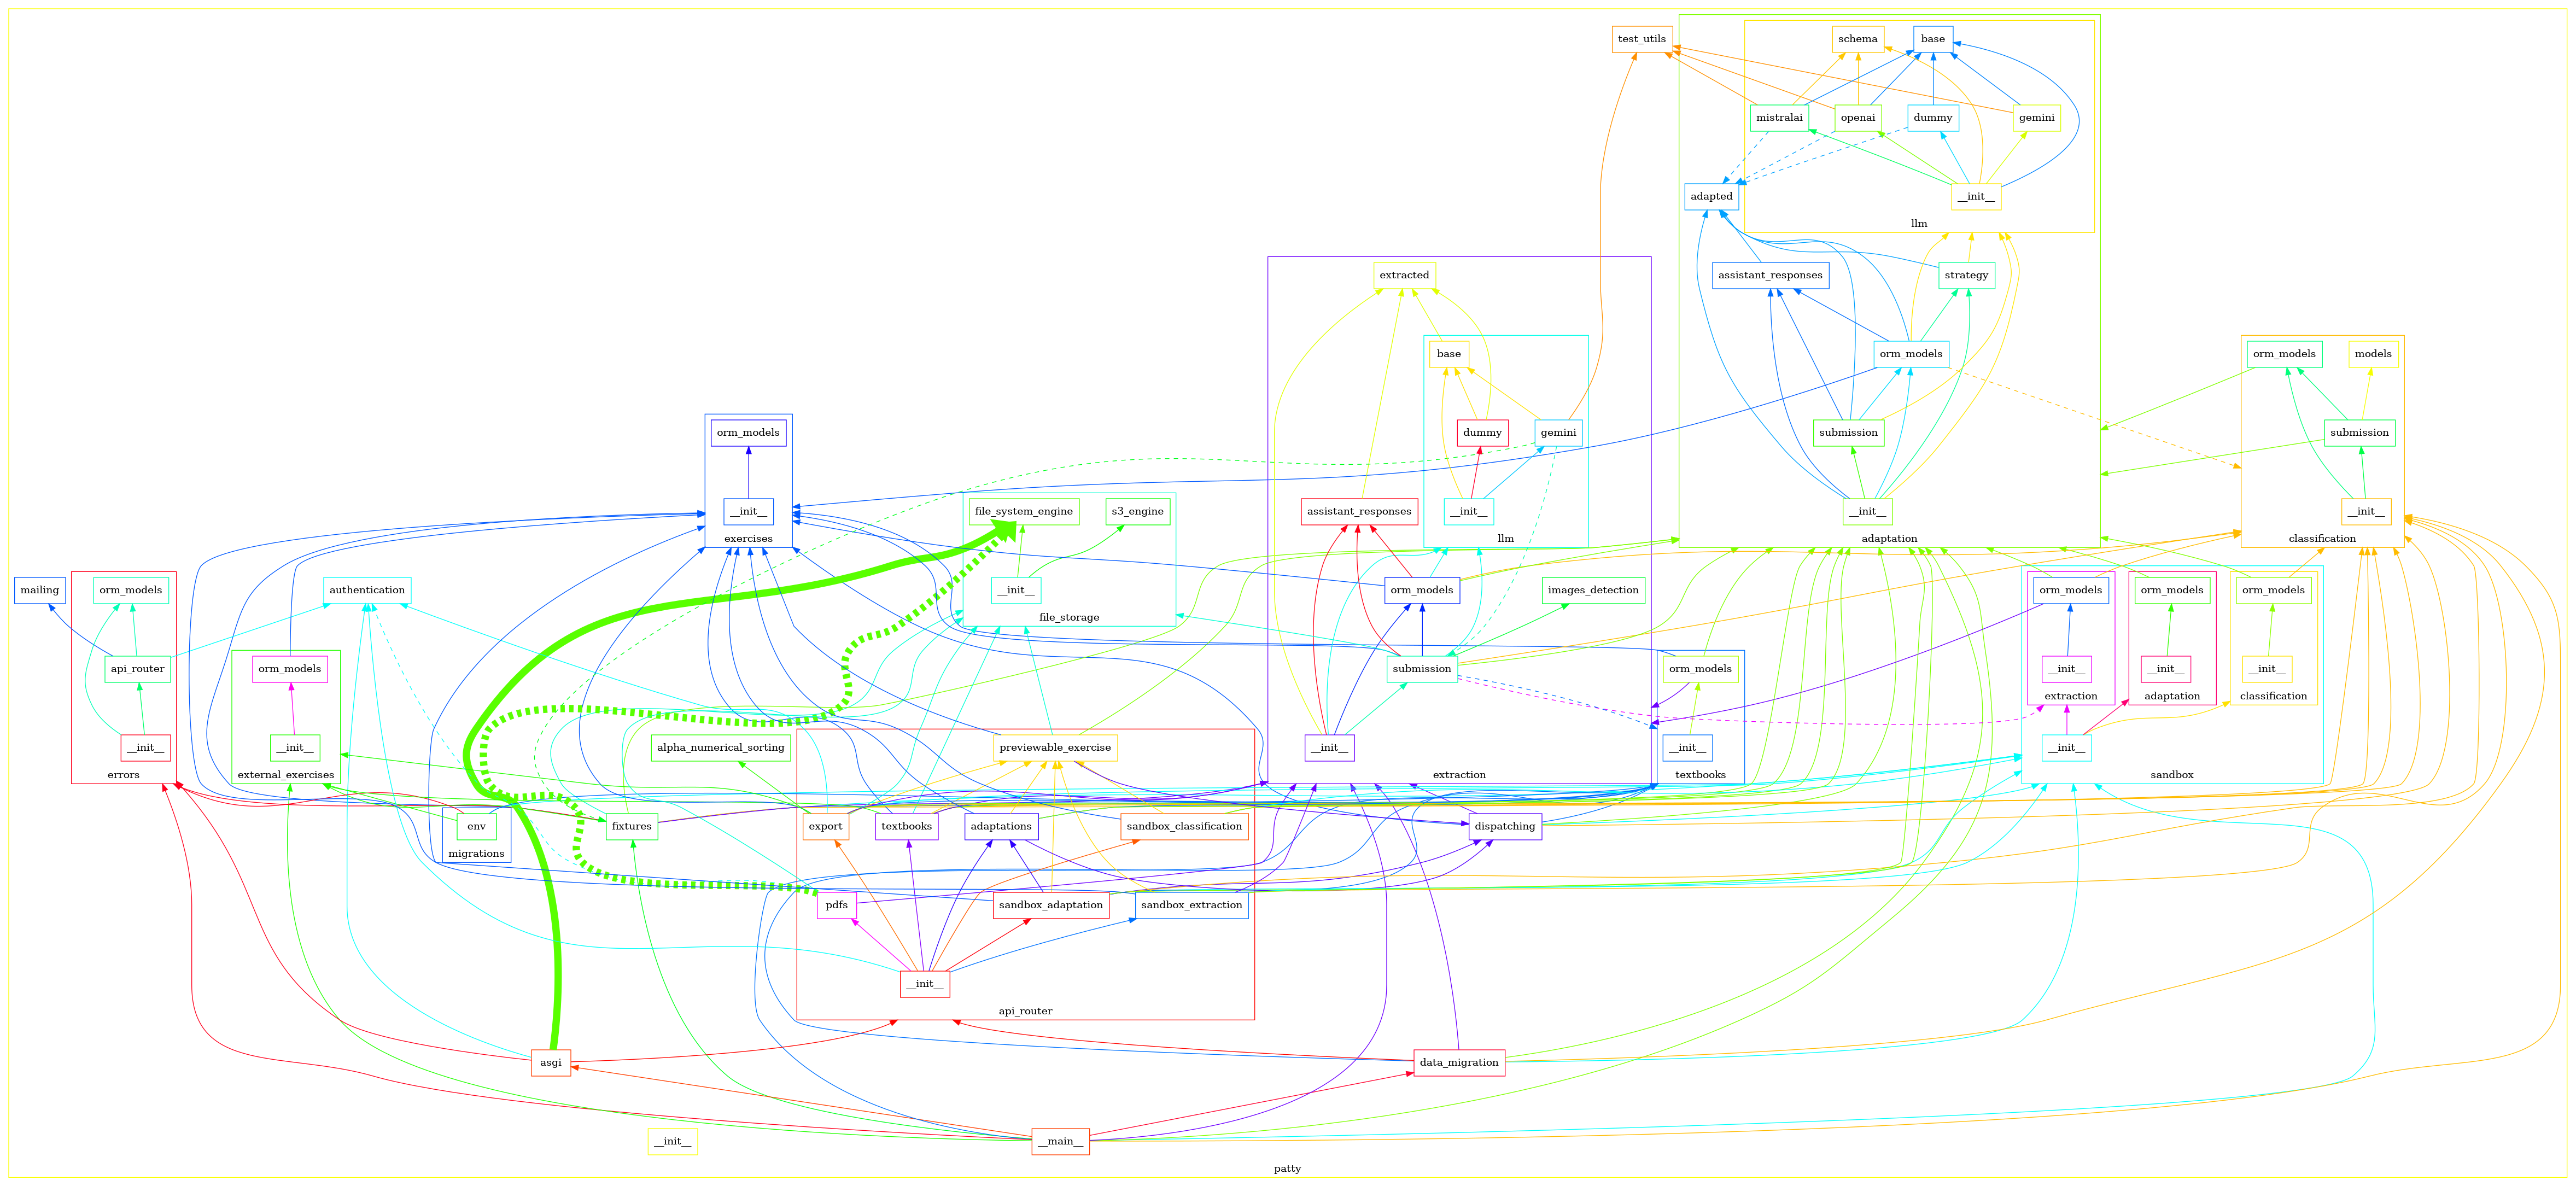 test_utils
schema
base
mistralai
openai
dummy
gemini
adapted
__init__
llm
extracted
assistant_responses
strategy
base
orm_models
orm_models
models
orm_models
dummy
gemini
submission
submission
file_system_engine
s3_engine
__init__
exercises
assistant_responses
__init__
llm
__init__
adaptation
__init__
classification
mailing
orm_models
authentication
__init__
file_storage
orm_models
images_detection
orm_models
orm_models
orm_models
api_router
orm_models
submission
orm_models
__init__
__init__
__init__
extraction
adaptation
classification
__init__
errors
__init__
external_exercises
alpha_numerical_sorting
previewable_exercise
__init__
extraction
__init__
textbooks
__init__
sandbox
env
migrations
fixtures
export
textbooks
adaptations
sandbox_classification
dispatching
pdfs
sandbox_adaptation
sandbox_extraction
__init__
api_router
asgi
data_migration
__init__
__main__
patty